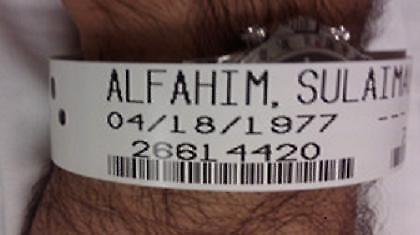 ALFAHIM, SULAIMA
04/18/1977 ---
26614420